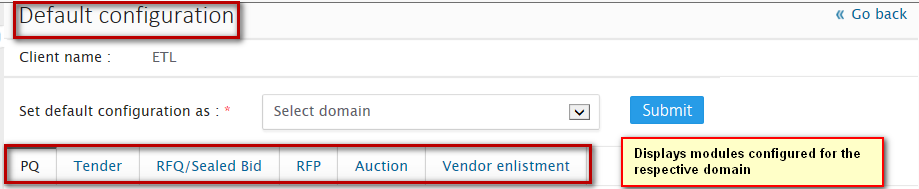 Default configuration
« Go back
Client name : ETL
Set default configuration as : * Select domain Submit
PQ Tender RFQ/Sealed Bid RFP Auction Vendor enlistment
Displays modules configured for the
respective domain